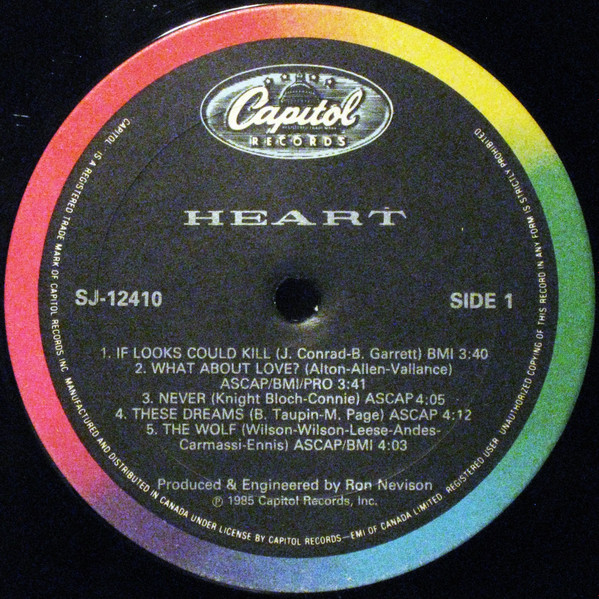 Capitol
RECORDS
HEART
SJ-12410
SIDE 1
1. IF LOOKS COULD KILL (J. Conrad-B. Garrett) BMI 3:40
2. WHAT ABOUT LOVE? (Alton-Allen-Vallance)
ASCAP/BMI/PRO 3:41
3. NEVER (Knight Bloch-Connie) ASCAP 4:05
4. THESE DREAMS (B. Taupin-M. Page) ASCAP 4:12
5. THE WOLF (Wilson-Wilson-Leese-Andes-
Carmassi-Ennis) ASCAP/BMI 4:03
Produced & Engineered by Ron Nevison
℗ 1985 Capitol Records, Inc.
CAPITOL IS A REGISTERED TRADE MARK OF CAPITOL RECORDS INC. MANUFACTURED AND DISTRIBUTED IN CANADA UNDER LICENSE BY CAPITOL RECORDS—EMI OF CANADA LIMITED. REGISTERED USER. UNAUTHORIZED COPYING OF THIS RECORD IN ANY FORM IS STRICTLY PROHIBITED